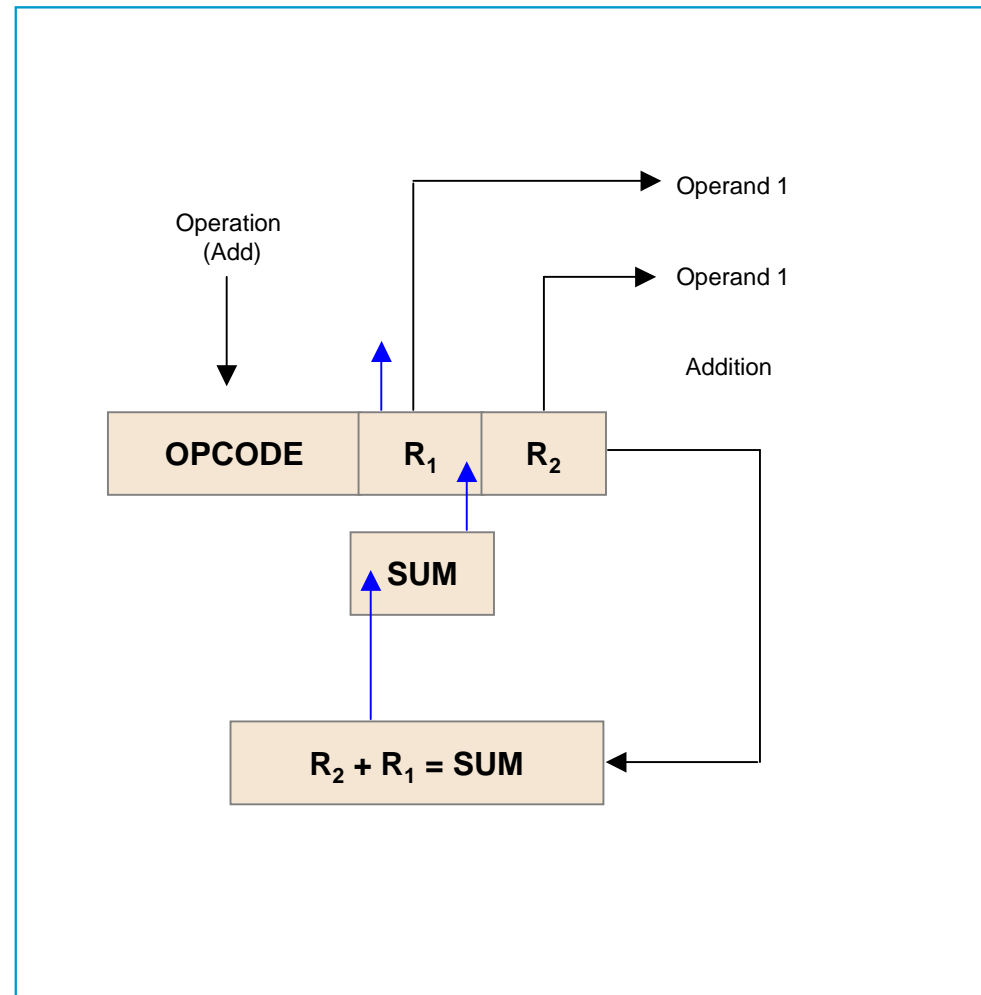 Operand 1
Operation
(Add)
Operand 1
Addition
OPCODE R₁ R₂
SUM
R₂ + R₁ = SUM